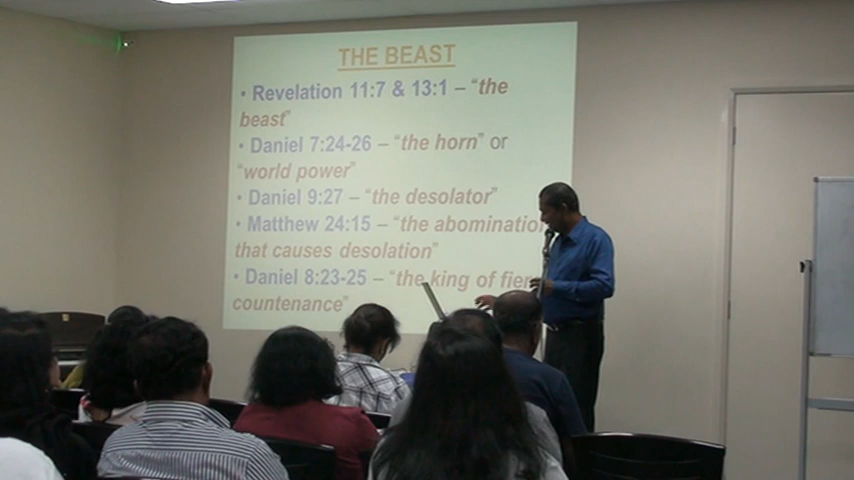 THE BEAST
• Revelation 11:7 & 13:1 – “the
beast”
• Daniel 7:24-26 – “the horn” or
“world power”
• Daniel 9:27 – “the desolator”
• Matthew 24:15 – “the abomination
that causes desolation”
• Daniel 8:23-25 – “the king of
countenance”